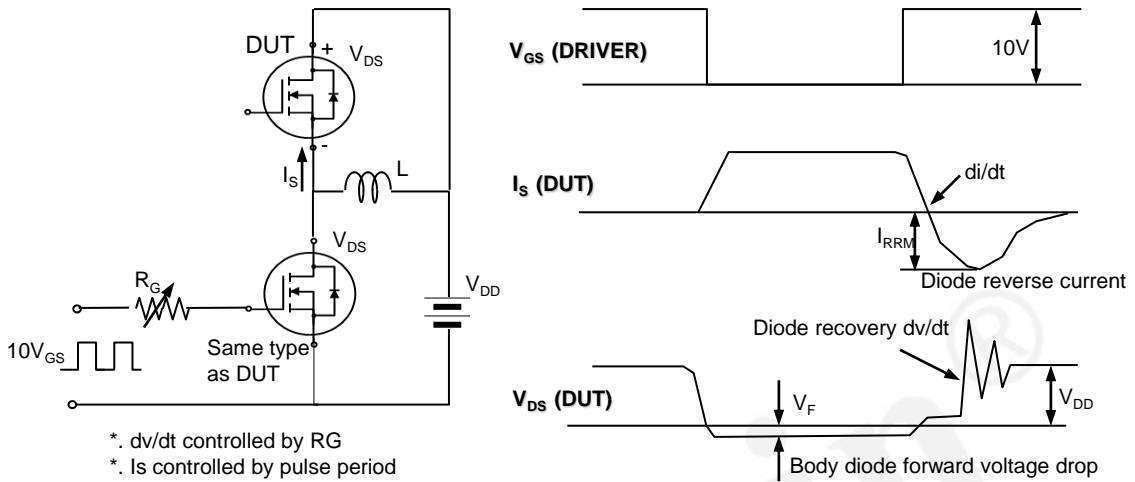 DUT
+
V_DS
-
I_S
L
V_DS
R_G
V_DD
10V_GS
Same type
as DUT
*. dv/dt controlled by RG
*. Is controlled by pulse period
V_GS (DRIVER)
10V
I_S (DUT)
di/dt
I_RRM
Diode reverse current
Diode recovery dv/dt
V_DS (DUT)
V_F
V_DD
Body diode forward voltage drop
®